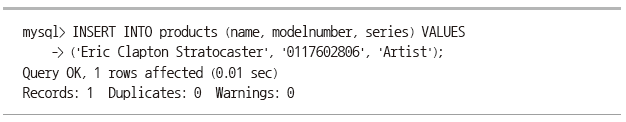 mysql> INSERT INTO products (name, modelnumber, series) VALUES
-> ('Eric Clapton Stratocaster', '0117602806', 'Artist');
Query OK, 1 rows affected (0.01 sec)
Records: 1 Duplicates: 0 Warnings: 0